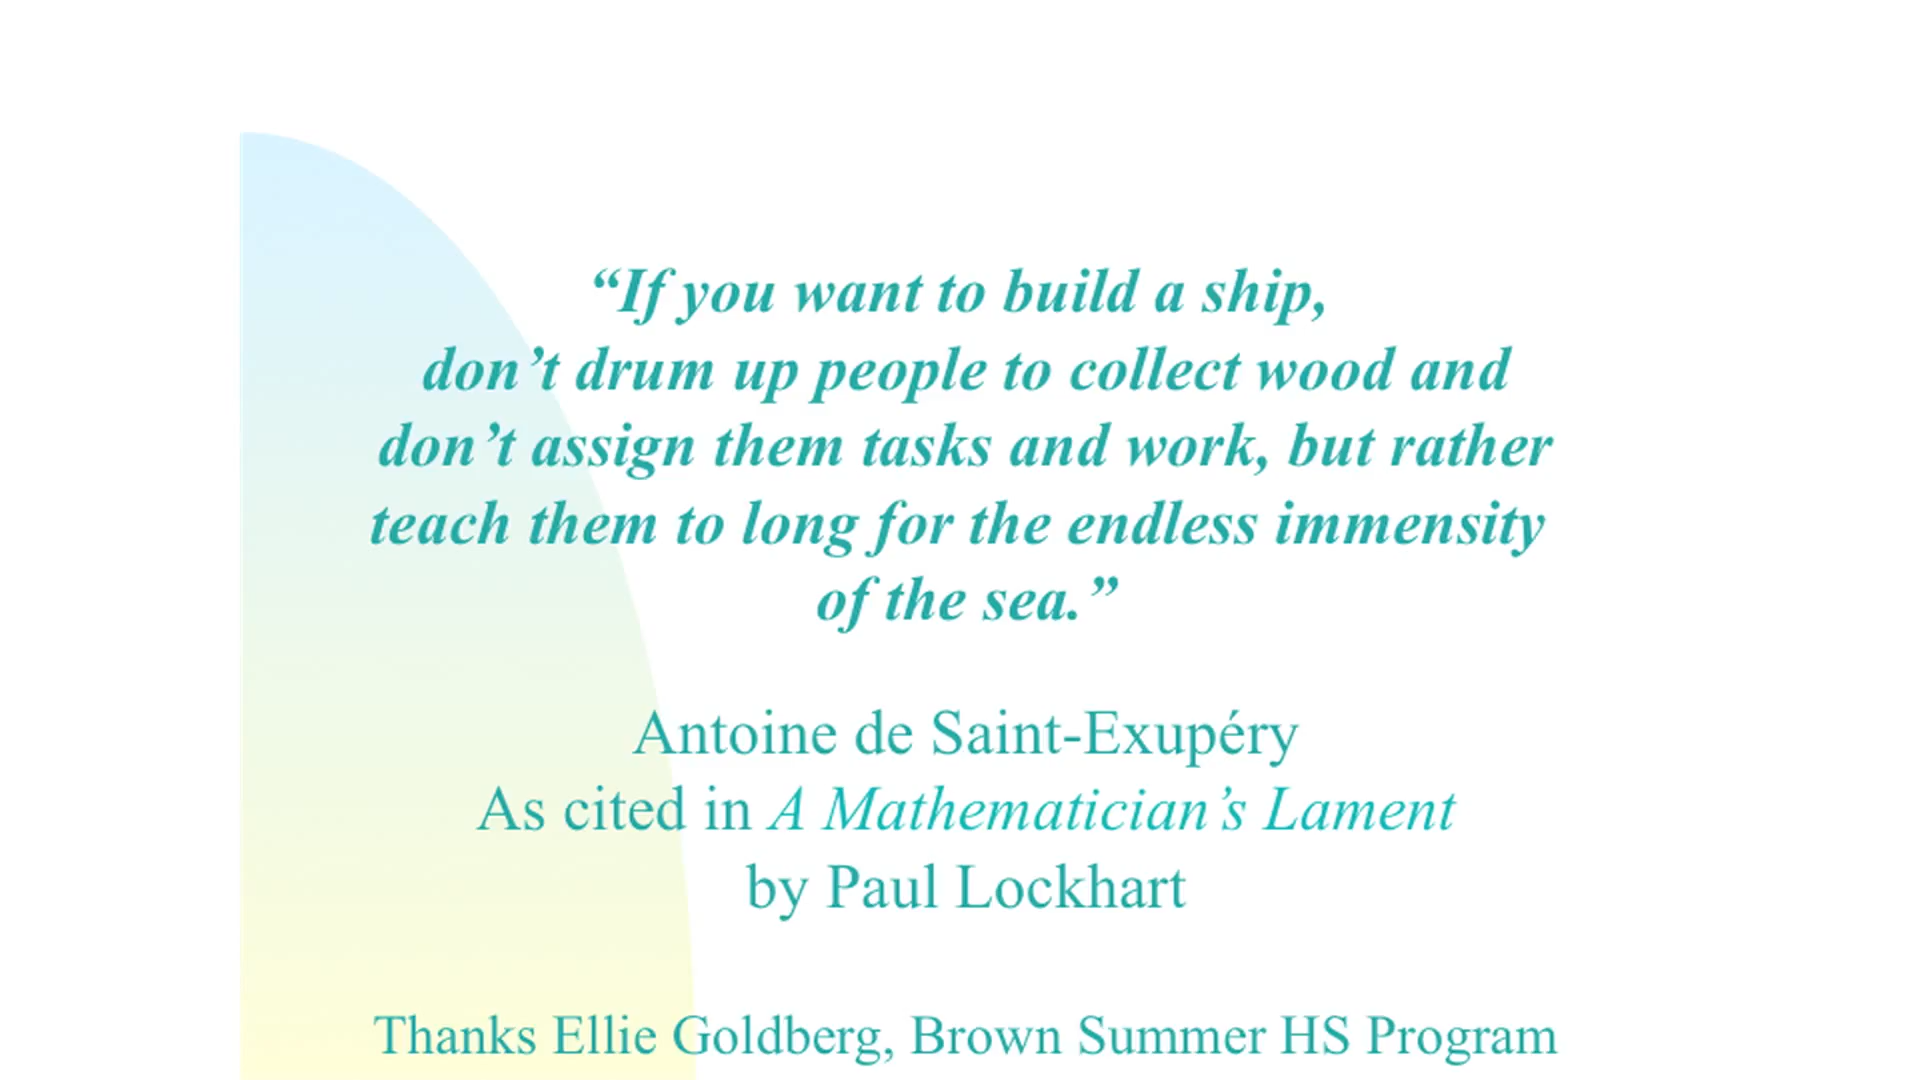 “If you want to build a ship,
don’t drum up people to collect wood and
don’t assign them tasks and work, but rather
teach them to long for the endless immensity
of the sea.”
Antoine de Saint-Exupéry
As cited in A Mathematician’s Lament
by Paul Lockhart
Thanks Ellie Goldberg, Brown Summer HS Program